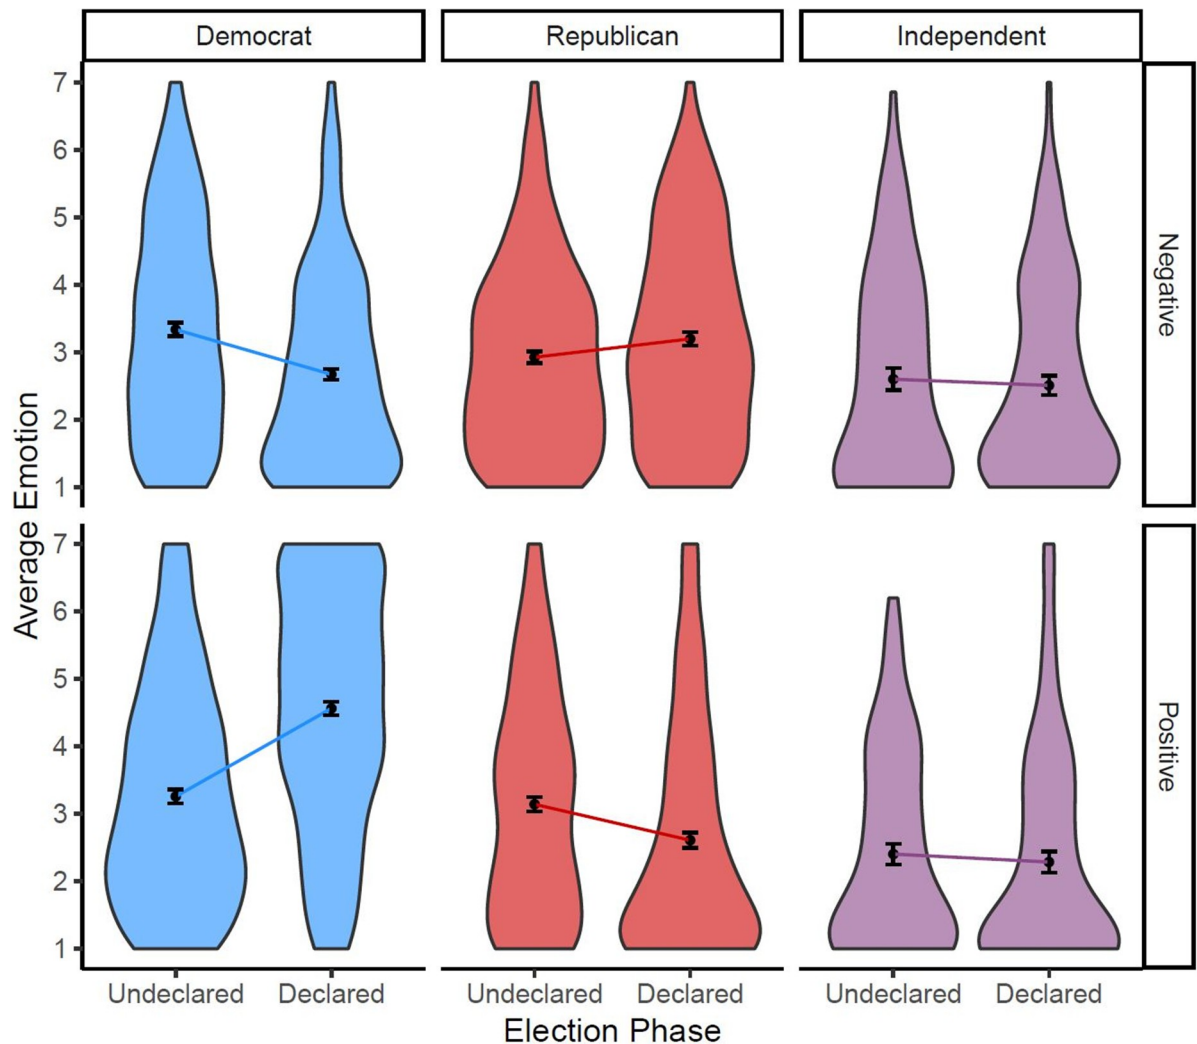 Democrat
Republican
Independent
7
6
5
4
3
2
1
Negative
7
6
5
4
3
2
1
Positive
Average Emotion
Undeclared
Declared
Undeclared
Declared
Undeclared
Declared
Election Phase